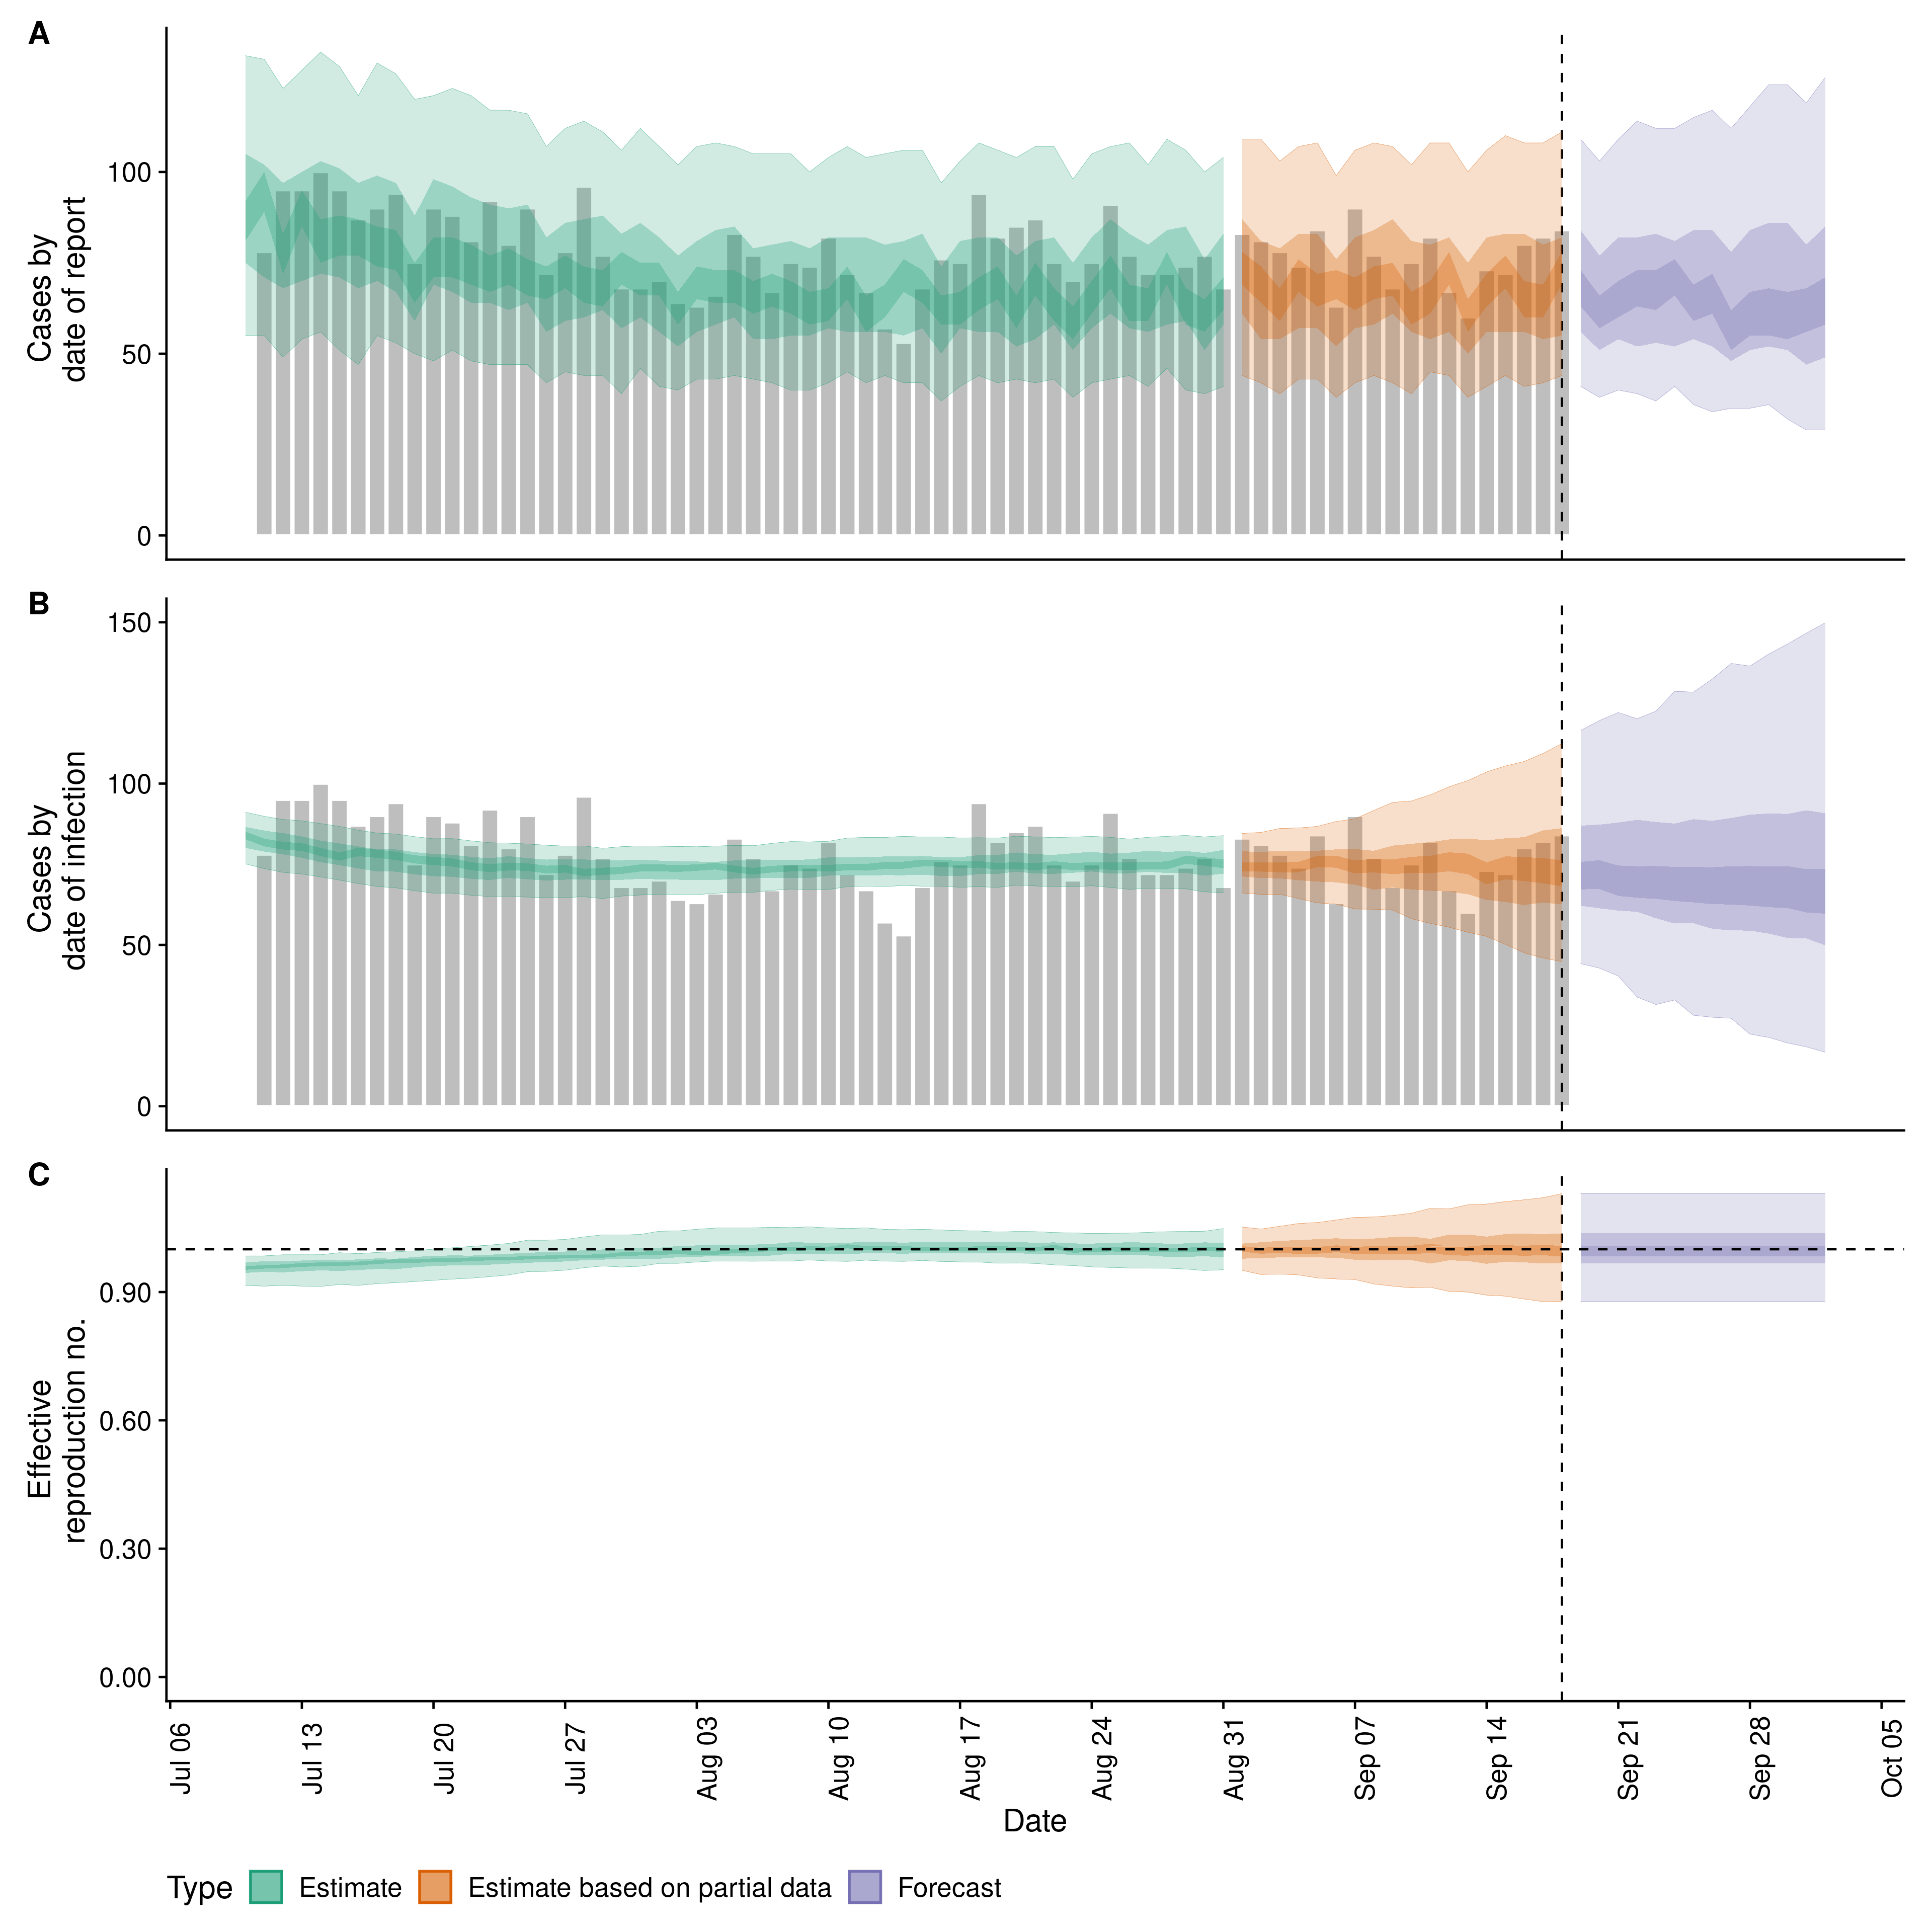 A
Cases by
date of report
100
50
0
B
Cases by
date of infection
150
100
50
0
C
Effective
reproduction no.
0.90
0.60
0.30
0.00
Jul 06
Jul 13
Jul 20
Jul 27
Aug 03
Aug 10
Aug 17
Aug 24
Aug 31
Sep 07
Sep 14
Sep 21
Sep 28
Oct 05
Date
Type Estimate Estimate based on partial data Forecast